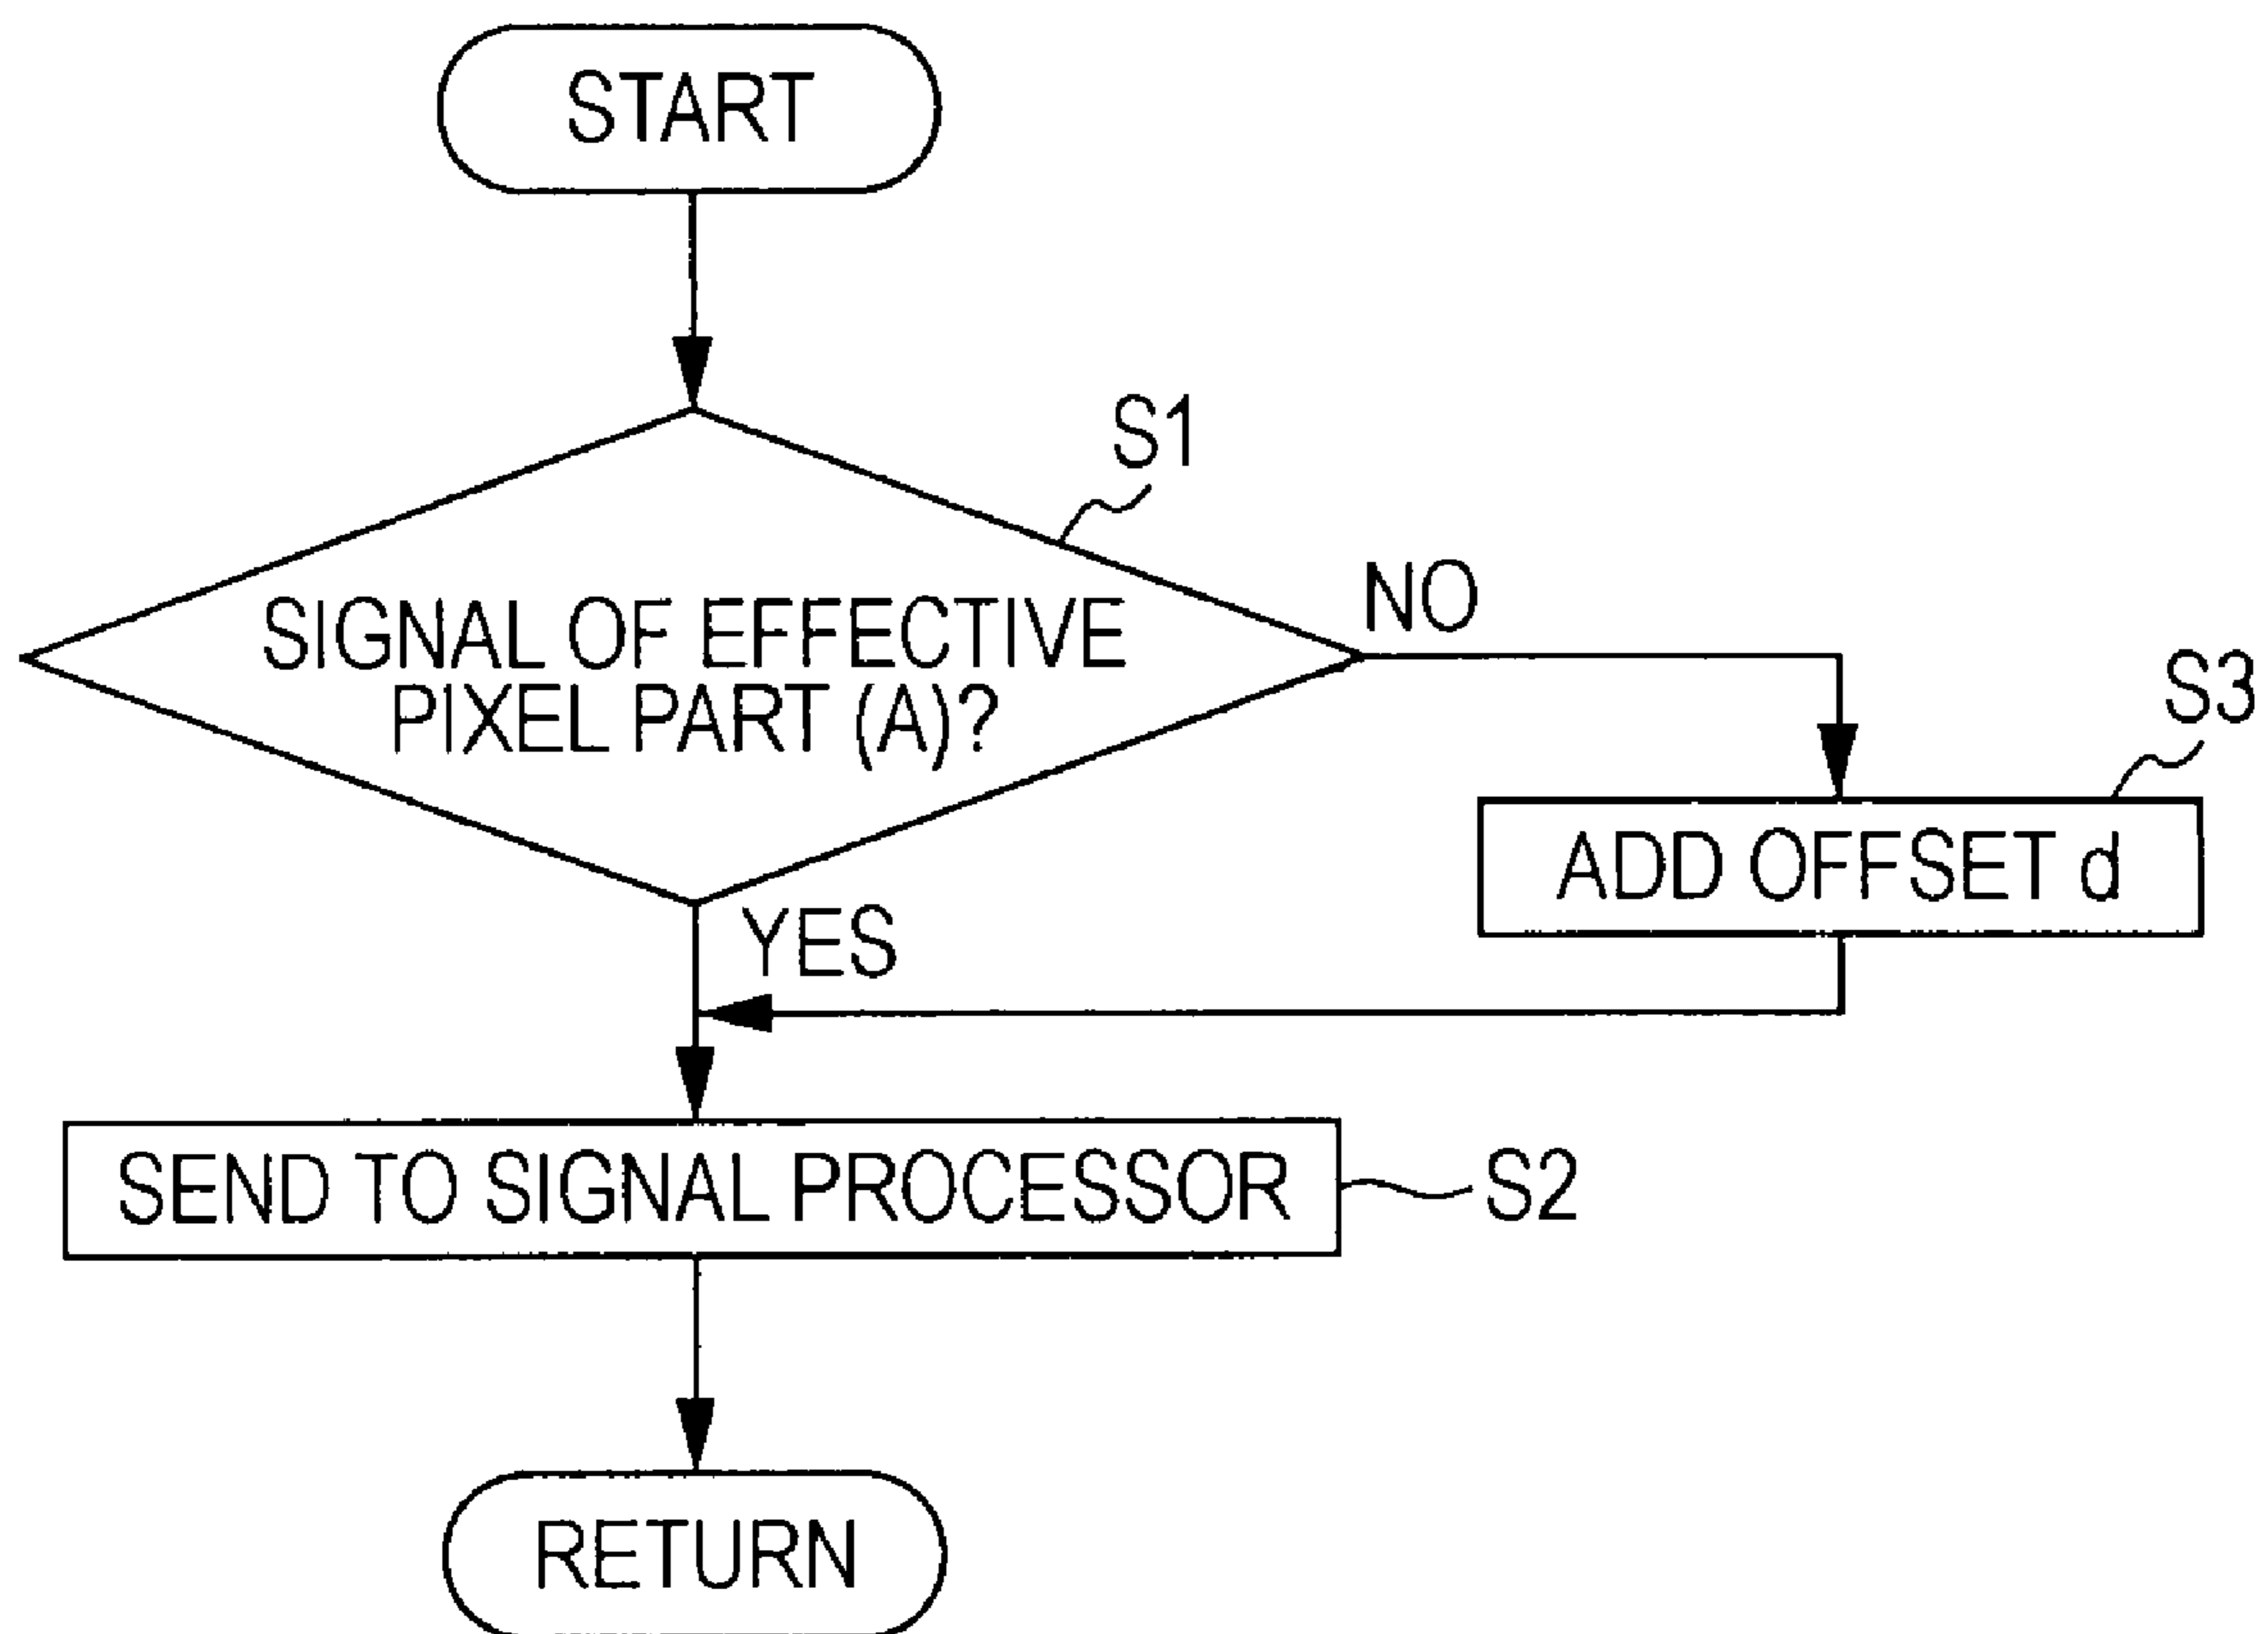 START
S1
SIGNAL OF EFFECTIVE
PIXEL PART (A)?
NO
S3
ADD OFFSET d
YES
SEND TO SIGNAL PROCESSOR
S2
RETURN